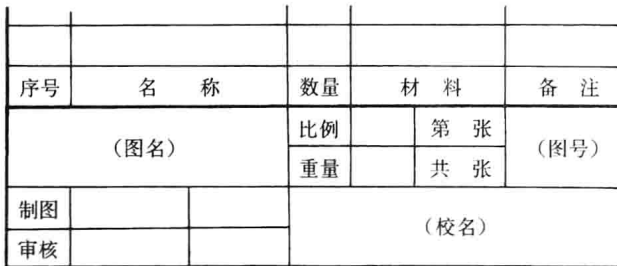 序号 名称 数量 材料 备注
(图名) 比例 第 张 (图号)
重量 共 张
制图 (校名)
审核